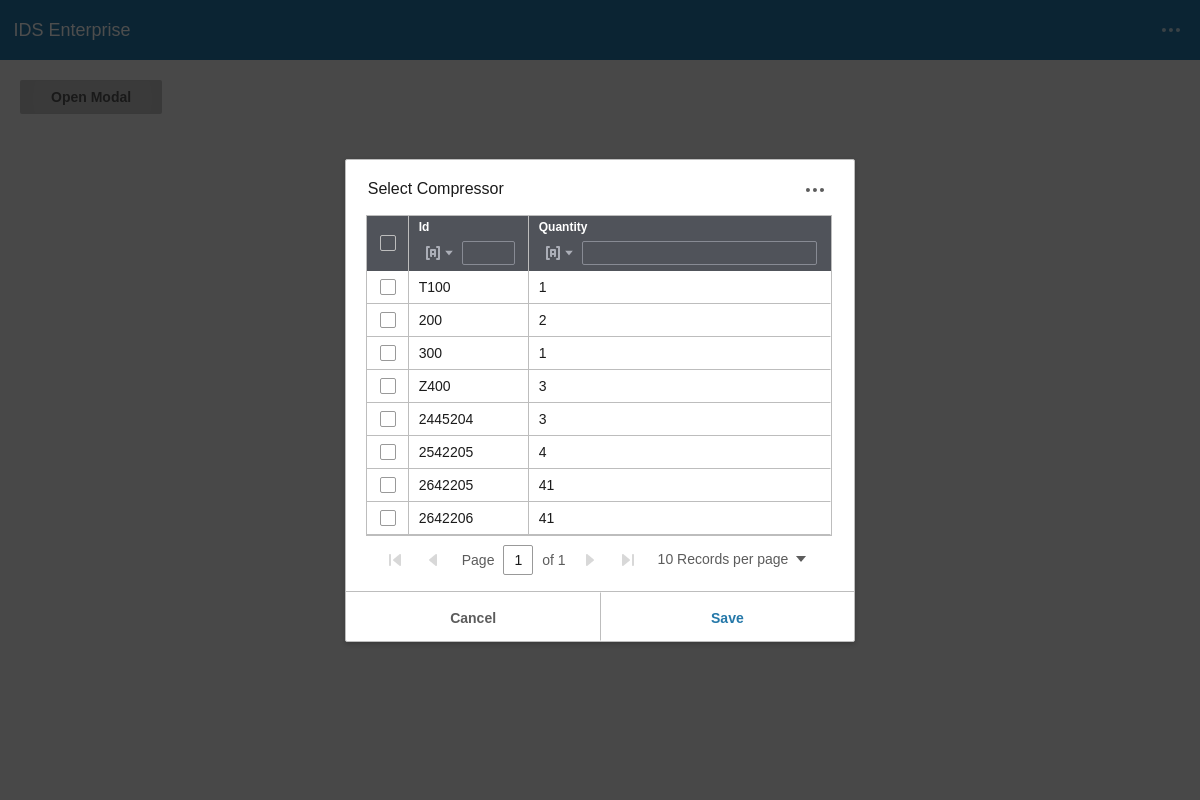 IDS Enterprise
Open Modal
Select Compressor
Id Quantity
T100 1
200 2
300 1
Z400 3
2445204 3
2542205 4
2642205 41
2642206 41
Page 1 of 1 10 Records per page
Cancel Save